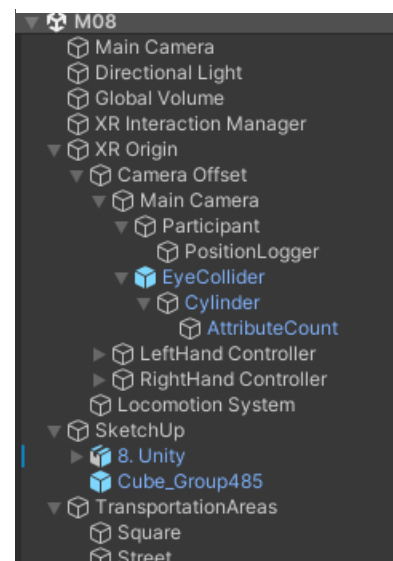 M08
Main Camera
Directional Light
Global Volume
XR Interaction Manager
XR Origin
Camera Offset
Main Camera
Participant
PositionLogger
EyeCollider
Cylinder
AttributeCount
LeftHand Controller
RightHand Controller
Locomotion System
SketchUp
8. Unity
Cube_Group485
TransportationAreas
Square
Street